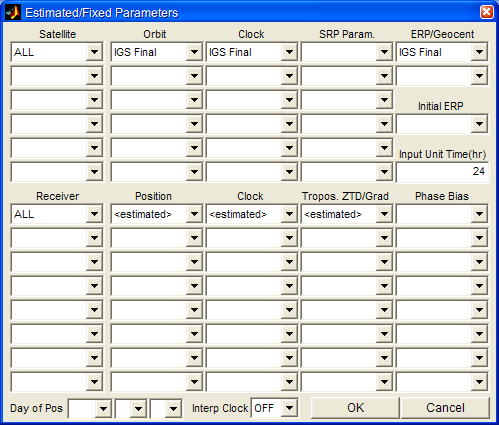 Estimated/Fixed Parameters
Satellite Orbit Clock SRP Param. ERP/Geocent
ALL IGS Final IGS Final IGS Final
Initial ERP
Input Unit Time(hr)
24
Receiver Position Clock Tropos. ZTD/Grad Phase Bias
ALL <estimated> <estimated> <estimated>
Day of Pos Interp Clock OFF OK Cancel